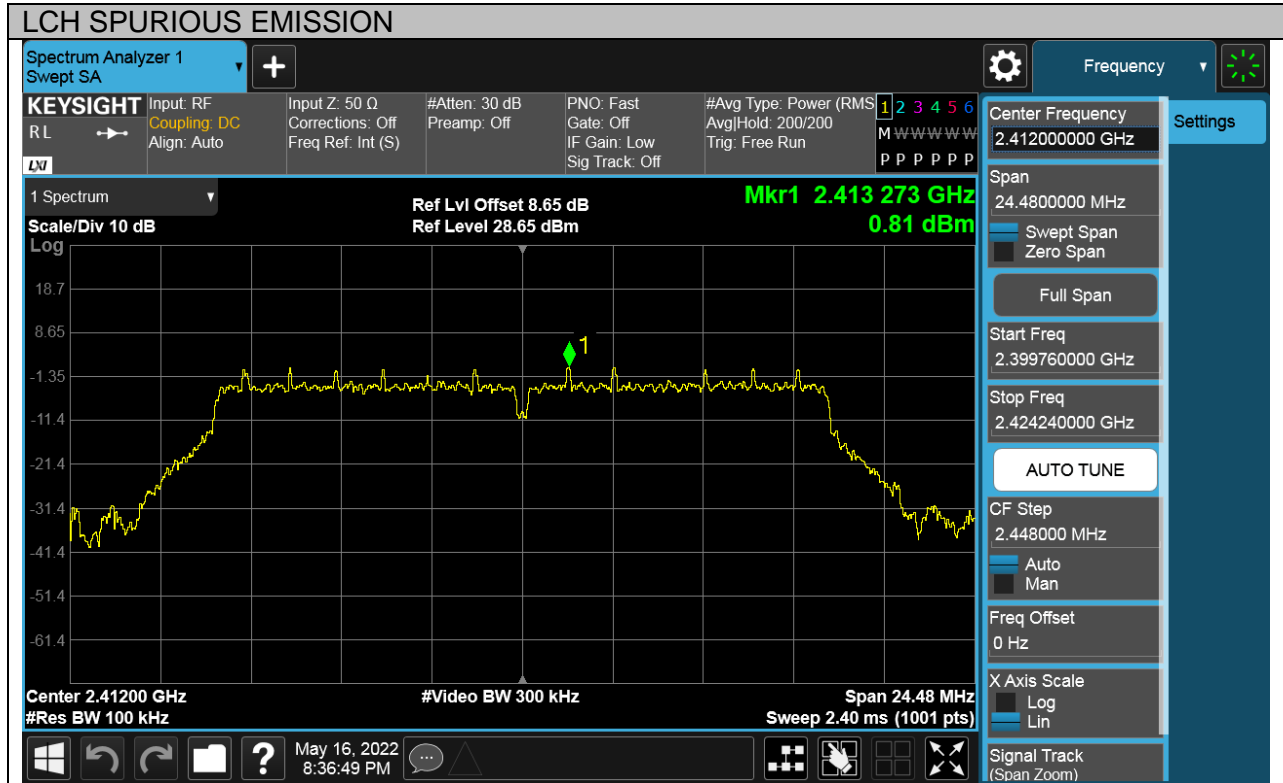 LCH SPURIOUS EMISSION
Spectrum Analyzer 1
Swept SA
+
Frequency
KEYSIGHT
RL
LXI
Input: RF
Coupling: DC
Align: Auto
Input Z: 50 Ω
Corrections: Off
Freq Ref: Int (S)
#Atten: 30 dB
Preamp: Off
PNO: Fast
Gate: Off
IF Gain: Low
Sig Track: Off
#Avg Type: Power (RMS
Avg|Hold: 200/200
Trig: Free Run
1 2 3 4 5 6
M W W W W W
P P P P P P
1 Spectrum
Scale/Div 10 dB
Ref Lvl Offset 8.65 dB
Ref Level 28.65 dBm
Mkr1 2.413 273 GHz
0.81 dBm
Log
18.7
8.65
-1.35
-11.4
-21.4
-31.4
-41.4
-51.4
-61.4
1
Center 2.41200 GHz
#Res BW 100 kHz
#Video BW 300 kHz
Span 24.48 MHz
Sweep 2.40 ms (1001 pts)
Center Frequency
2.412000000 GHz
Settings
Span
24.4800000 MHz
Swept Span
Zero Span
Full Span
Start Freq
2.399760000 GHz
Stop Freq
2.424240000 GHz
AUTO TUNE
CF Step
2.448000 MHz
Auto
Man
Freq Offset
0 Hz
X Axis Scale
Log
Lin
Signal Track
(Span Zoom)
?
May 16, 2022
8:36:49 PM